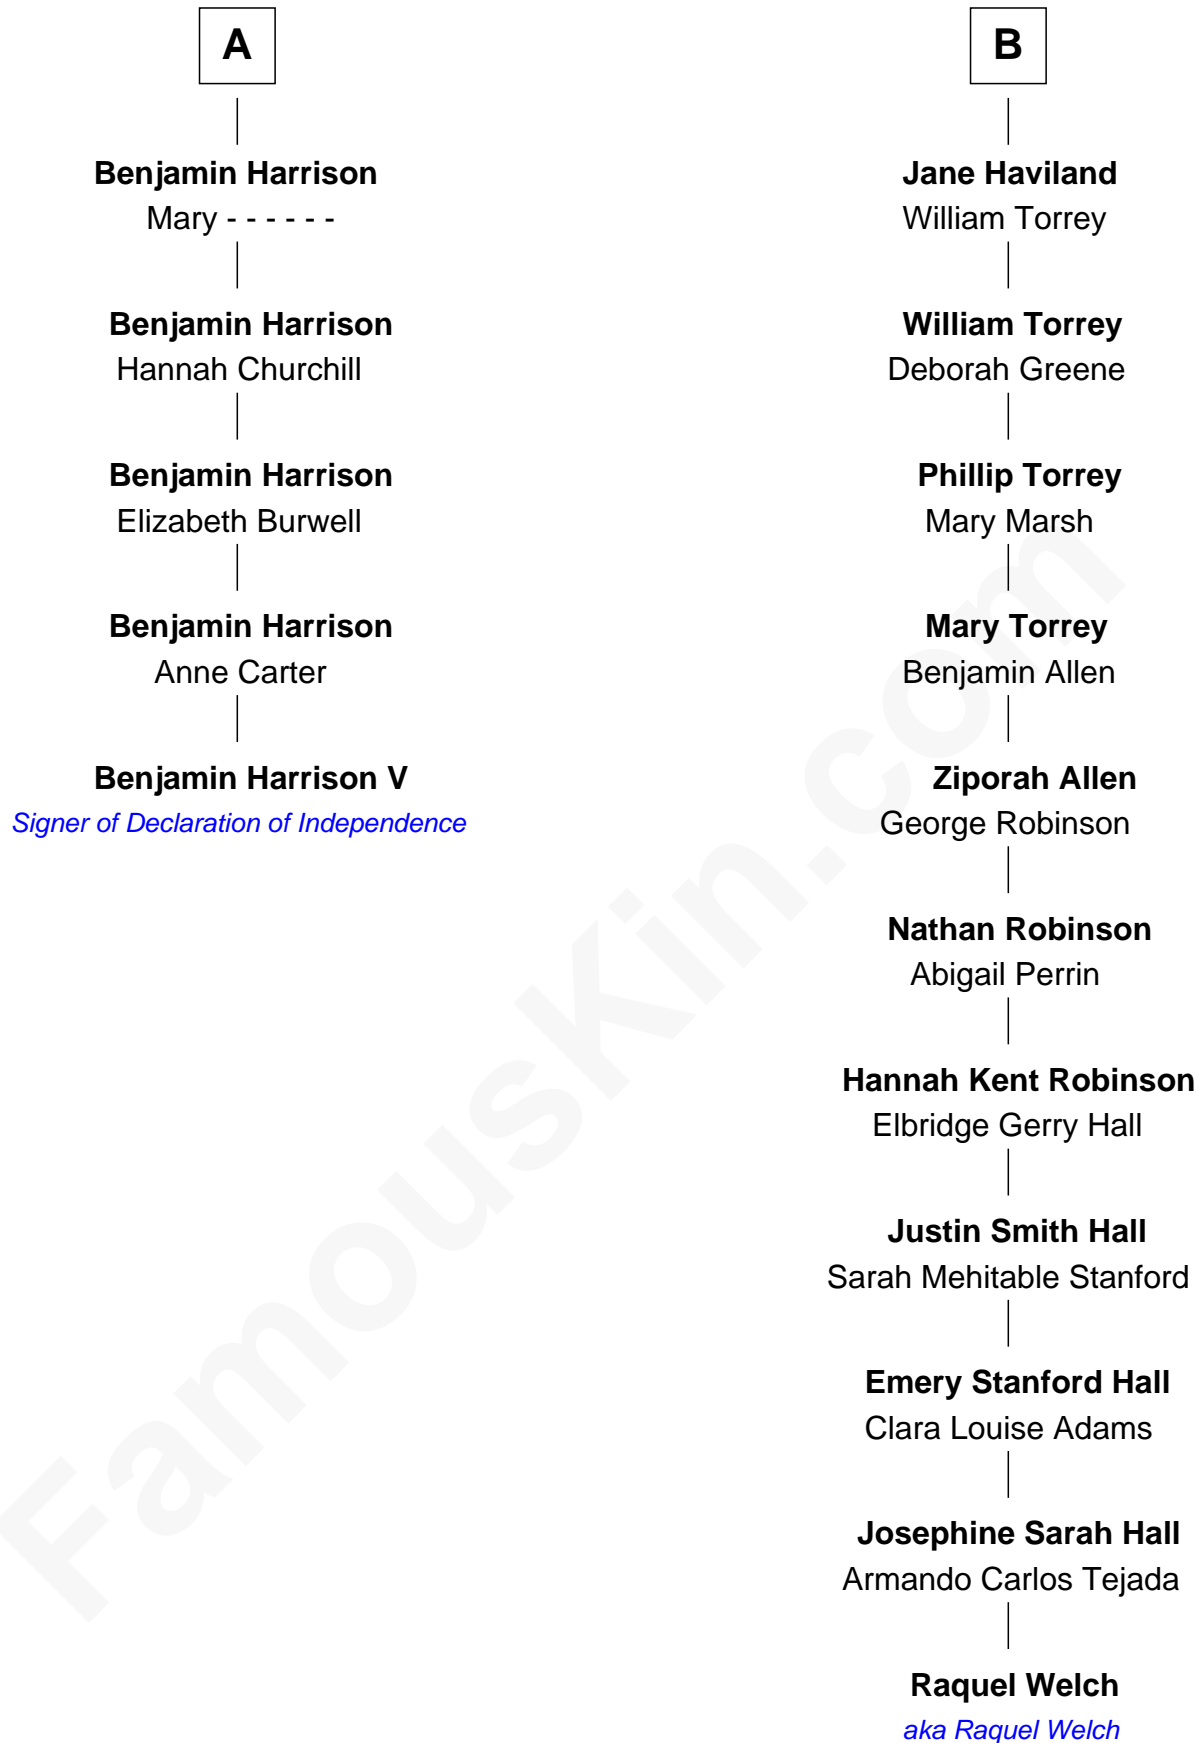 A
Benjamin Harrison
Mary - - - - - -
Benjamin Harrison
Hannah Churchill
Benjamin Harrison
Elizabeth Burwell
Benjamin Harrison
Anne Carter
Benjamin Harrison V
Signer of Declaration of Independence
B
Jane Haviland
William Torrey
William Torrey
Deborah Greene
Phillip Torrey
Mary Marsh
Mary Torrey
Benjamin Allen
Ziporah Allen
George Robinson
Nathan Robinson
Abigail Perrin
Hannah Kent Robinson
Elbridge Gerry Hall
Justin Smith Hall
Sarah Mehitable Stanford
Emery Stanford Hall
Clara Louise Adams
Josephine Sarah Hall
Armando Carlos Tejada
Raquel Welch
aka Raquel Welch
FamousKin.com